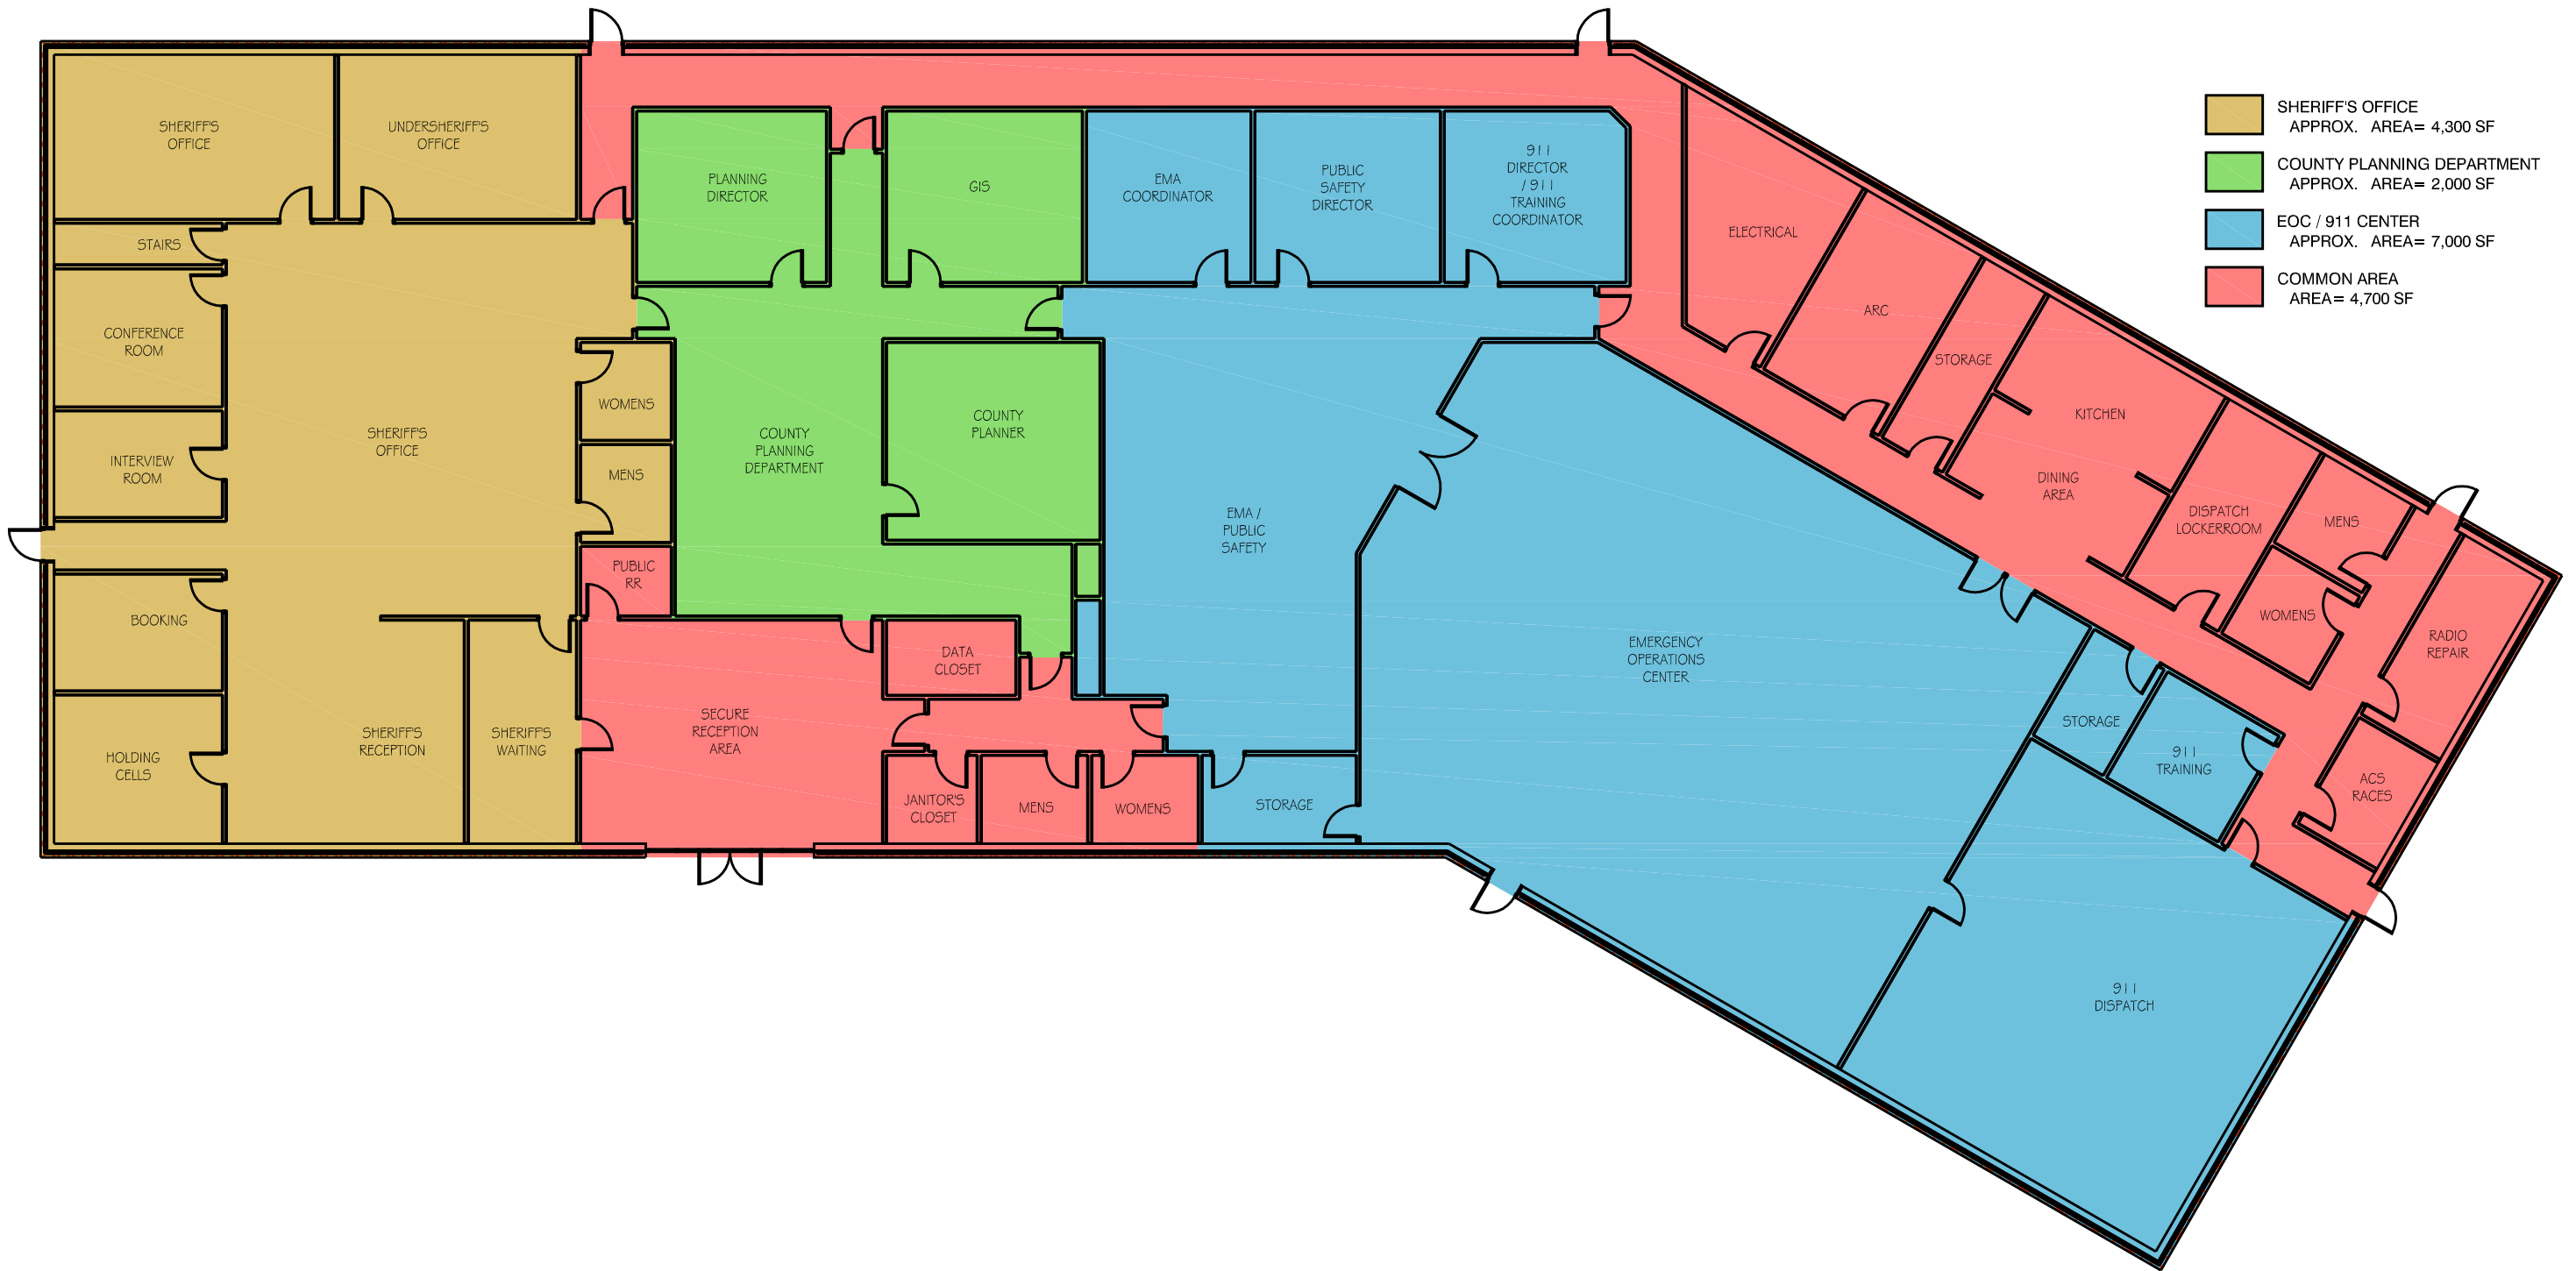 SHERIFF'S OFFICE
APPROX. AREA= 4,300 SF
COUNTY PLANNING DEPARTMENT
APPROX. AREA= 2,000 SF
EOC / 911 CENTER
APPROX. AREA= 7,000 SF
COMMON AREA
AREA= 4,700 SF
SHERIFF'S
OFFICE
UNDERSHERIFF'S
OFFICE
STAIRS
CONFERENCE
ROOM
INTERVIEW
ROOM
SHERIFF'S
OFFICE
BOOKING
HOLDING
CELLS
SHERIFF'S
RECEPTION
SHERIFF'S
WAITING
WOMENS
MENS
PUBLIC
RR
PLANNING
DIRECTOR
GIS
COUNTY
PLANNING
DEPARTMENT
COUNTY
PLANNER
EMA
COORDINATOR
PUBLIC
SAFETY
DIRECTOR
911
DIRECTOR
/ 911
TRAINING
COORDINATOR
EMA /
PUBLIC
SAFETY
DATA
CLOSET
SECURE
RECEPTION
AREA
JANITOR'S
CLOSET
MENS
WOMENS
STORAGE
EMERGENCY
OPERATIONS
CENTER
ELECTRICAL
ARC
STORAGE
KITCHEN
DINING
AREA
DISPATCH
LOCKERROOM
MENS
WOMENS
RADIO
REPAIR
STORAGE
911
TRAINING
ACS
RACES
911
DISPATCH